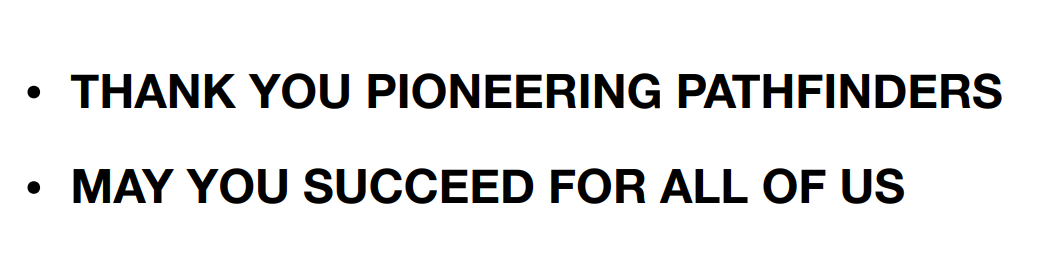 • THANK YOU PIONEERING PATHFINDERS
• MAY YOU SUCCEED FOR ALL OF US